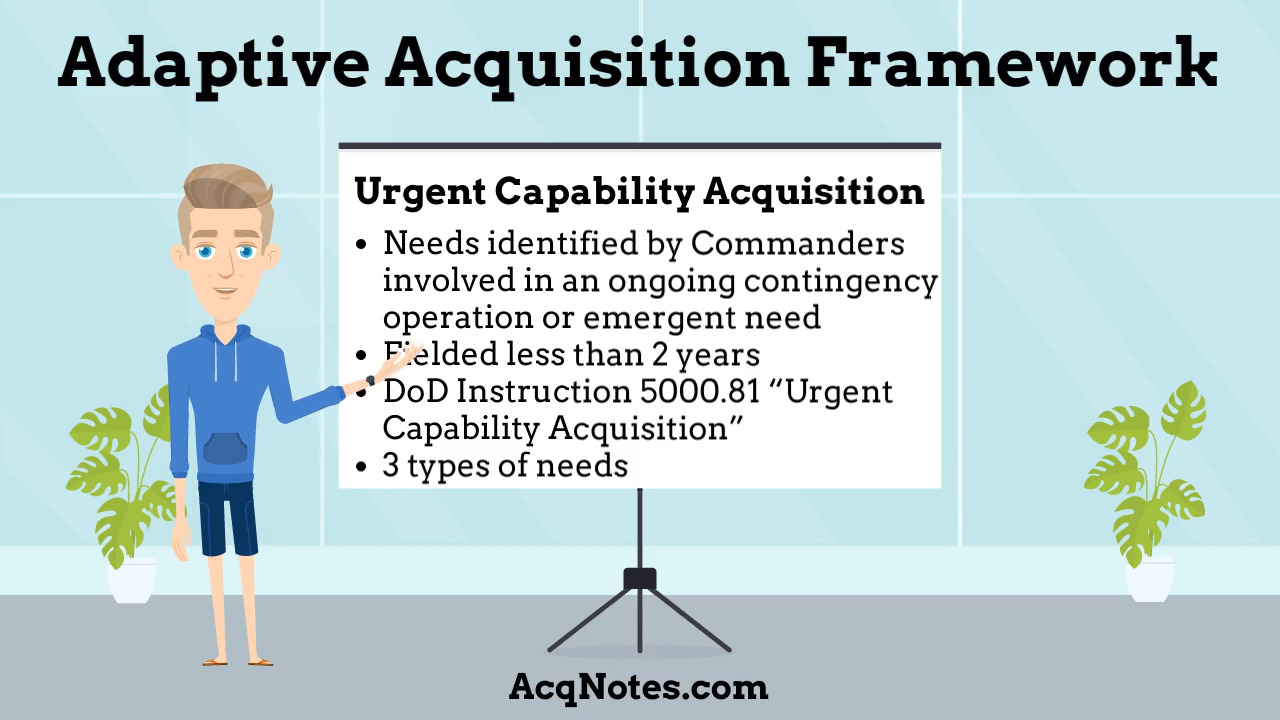 Adaptive Acquisition Framework
Urgent Capability Acquisition
• Needs identified by Commanders
involved in an ongoing contingency
operation or emergent need
• Fielded less than 2 years
• DoD Instruction 5000.81 “Urgent
Capability Acquisition”
• 3 types of needs
AcqNotes.com